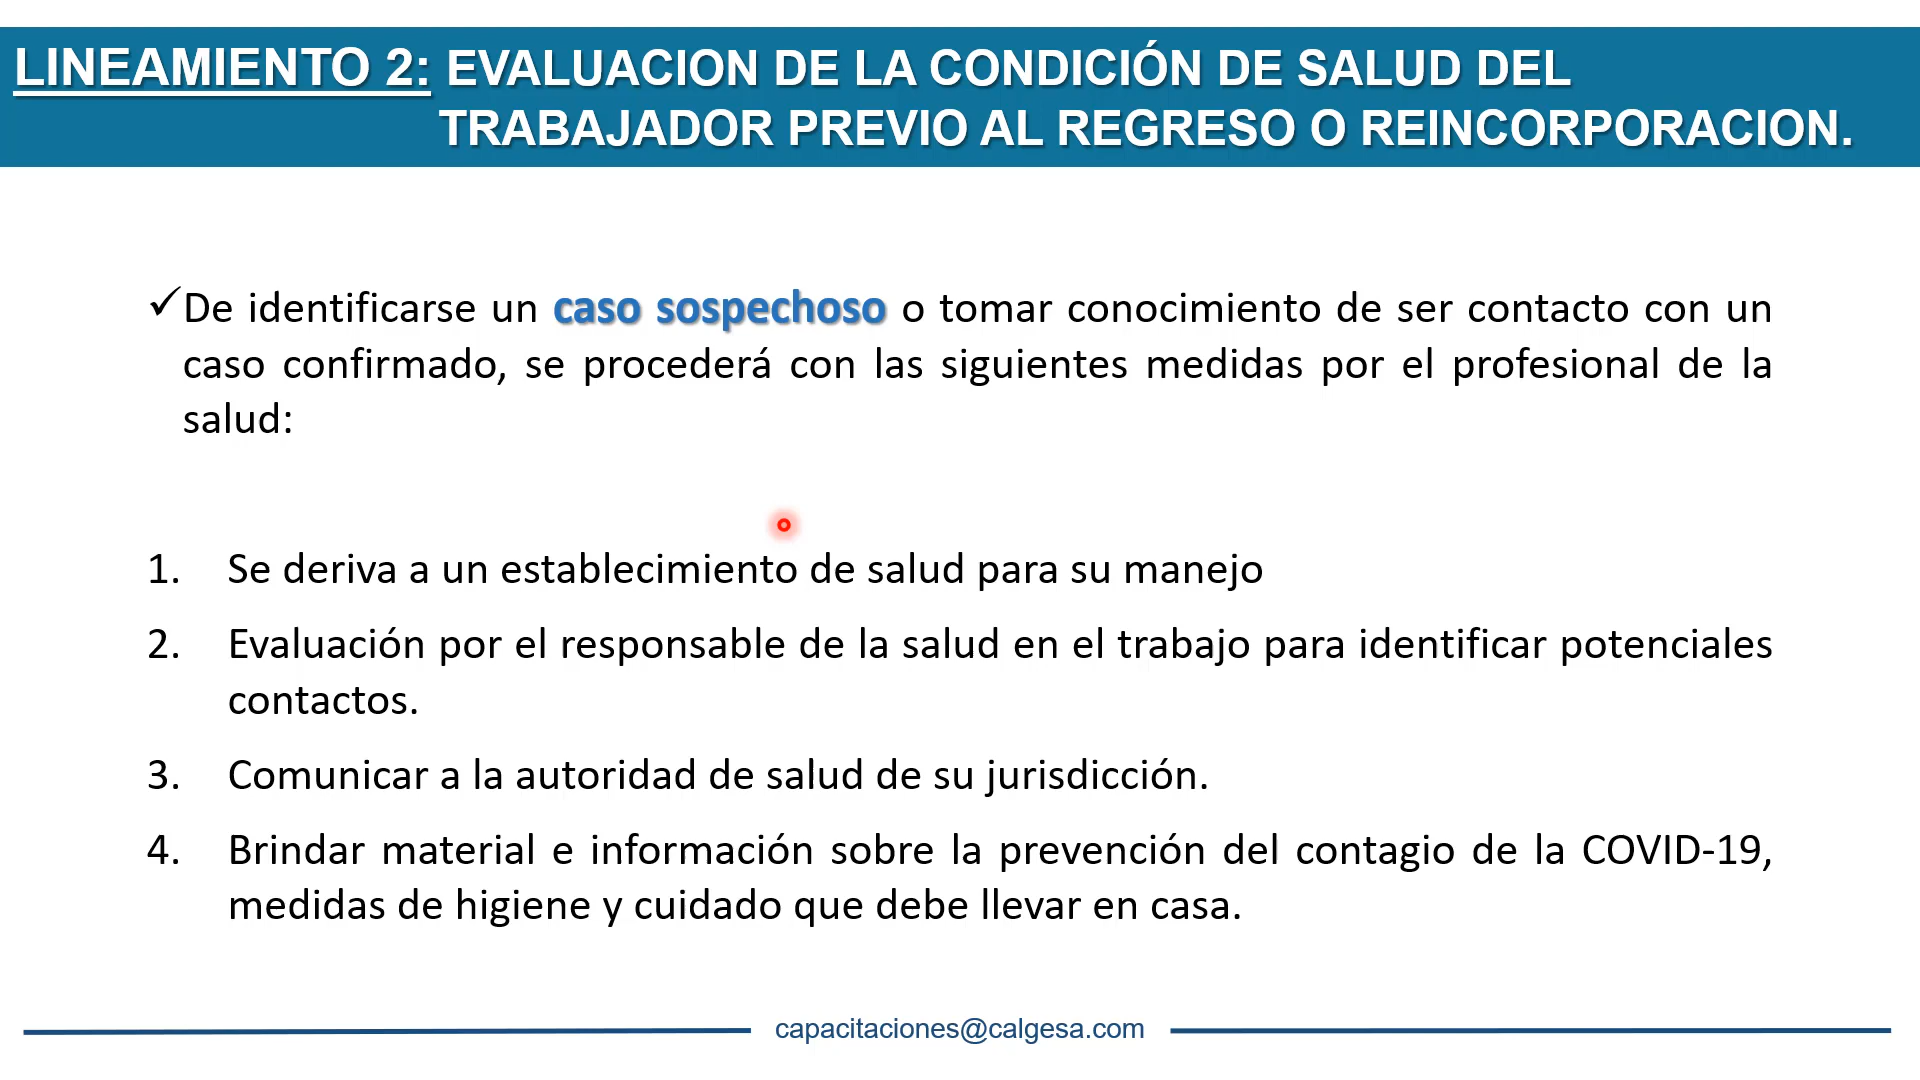 LINEAMIENTO 2: EVALUACION DE LA CONDICIÓN DE SALUD DEL
TRABAJADOR PREVIO AL REGRESO O REINCORPORACION.
✓De identificarse un caso sospechoso o tomar conocimiento de ser contacto con un
caso confirmado, se procederá con las siguientes medidas por el profesional de la
salud:
1. Se deriva a un establecimiento de salud para su manejo
2. Evaluación por el responsable de la salud en el trabajo para identificar potenciales
contactos.
3. Comunicar a la autoridad de salud de su jurisdicción.
4. Brindar material e información sobre la prevención del contagio de la COVID-19,
medidas de higiene y cuidado que debe llevar en casa.
capacitaciones@calgesa.com